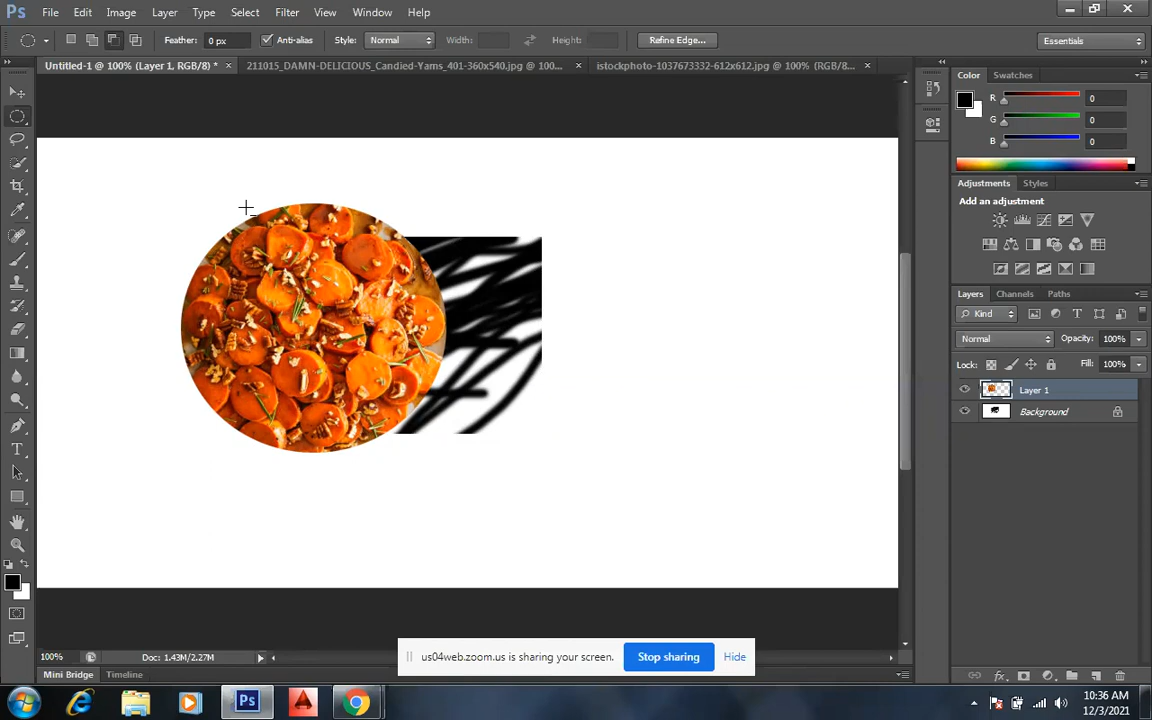 Ps File Edit Image Layer Type Select Filter View Window Help
Feather: 0 px Anti-alias Style: Normal Width: Height: Refine Edge... Essentials
Untitled-1 @ 100% (Layer 1, RGB/8) * × 211015_DAMN-DELICIOUS_Candied-Yams_401-360x540.jpg @ 100... × istockphoto-1037673332-612x612.jpg @ 100% (RGB/8... ×
Color Swatches
R 0
G 0
B 0
Adjustments Styles
Add an adjustment
Layers Channels Paths
Kind
Normal Opacity: 100%
Lock: Fill: 100%
Layer 1
Background
100% Doc: 1.43M/2.27M
us04web.zoom.us is sharing your screen. Stop sharing Hide
Mini Bridge Timeline
Ps
10:36 AM
12/3/2021